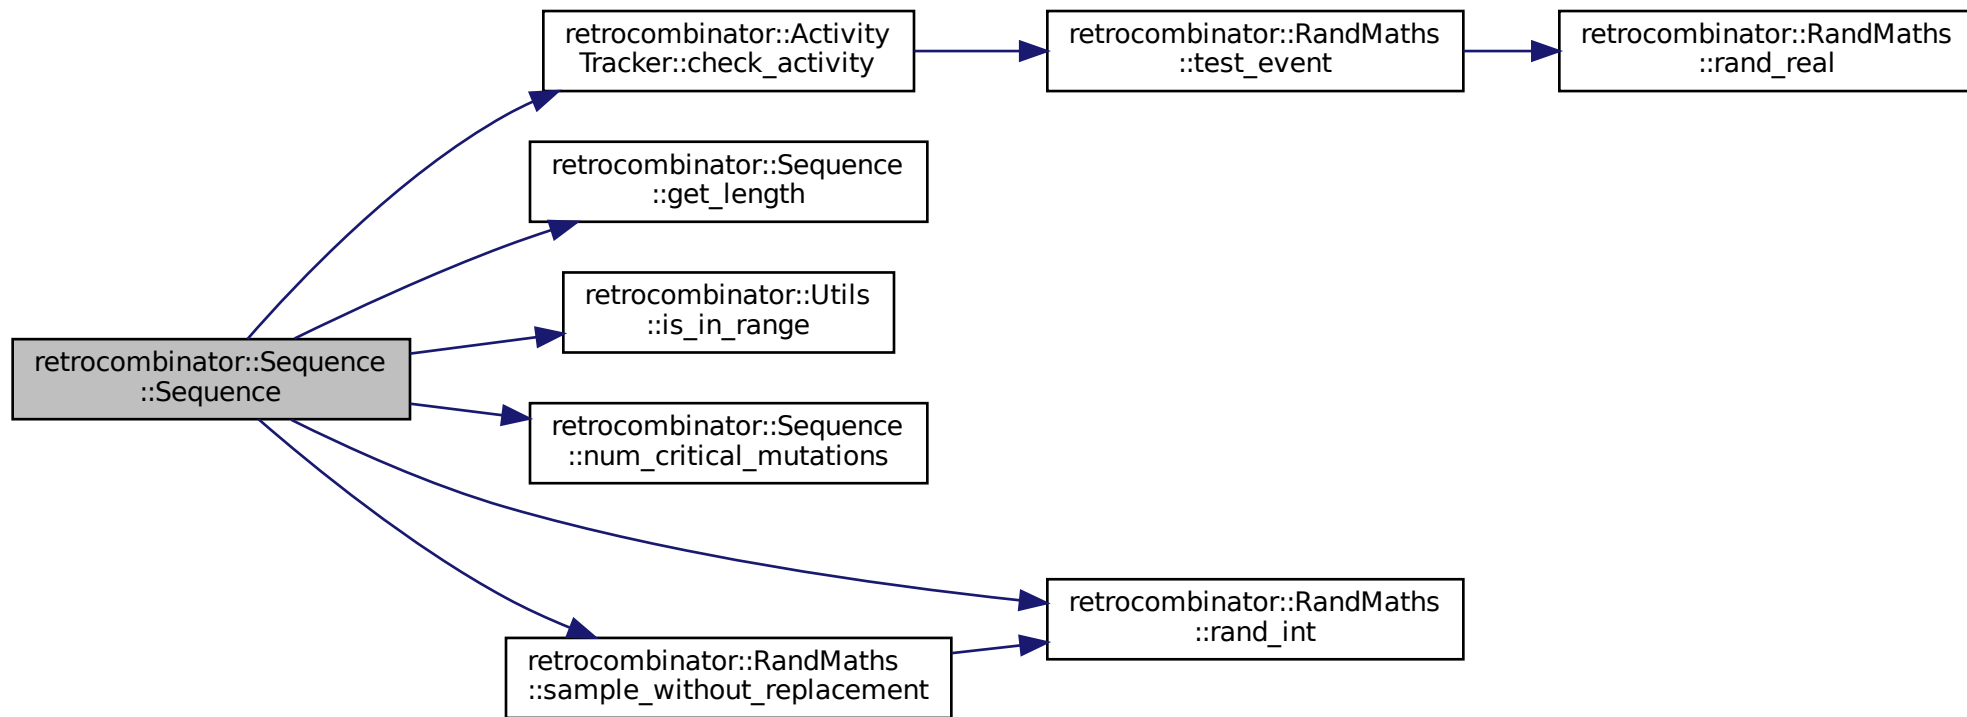 retrocombinator::Activity
Tracker::check_activity
retrocombinator::RandMaths
::test_event
retrocombinator::RandMaths
::rand_real
retrocombinator::Sequence
::get_length
retrocombinator::Utils
::is_in_range
retrocombinator::Sequence
::Sequence
retrocombinator::Sequence
::num_critical_mutations
retrocombinator::RandMaths
::rand_int
retrocombinator::RandMaths
::sample_without_replacement